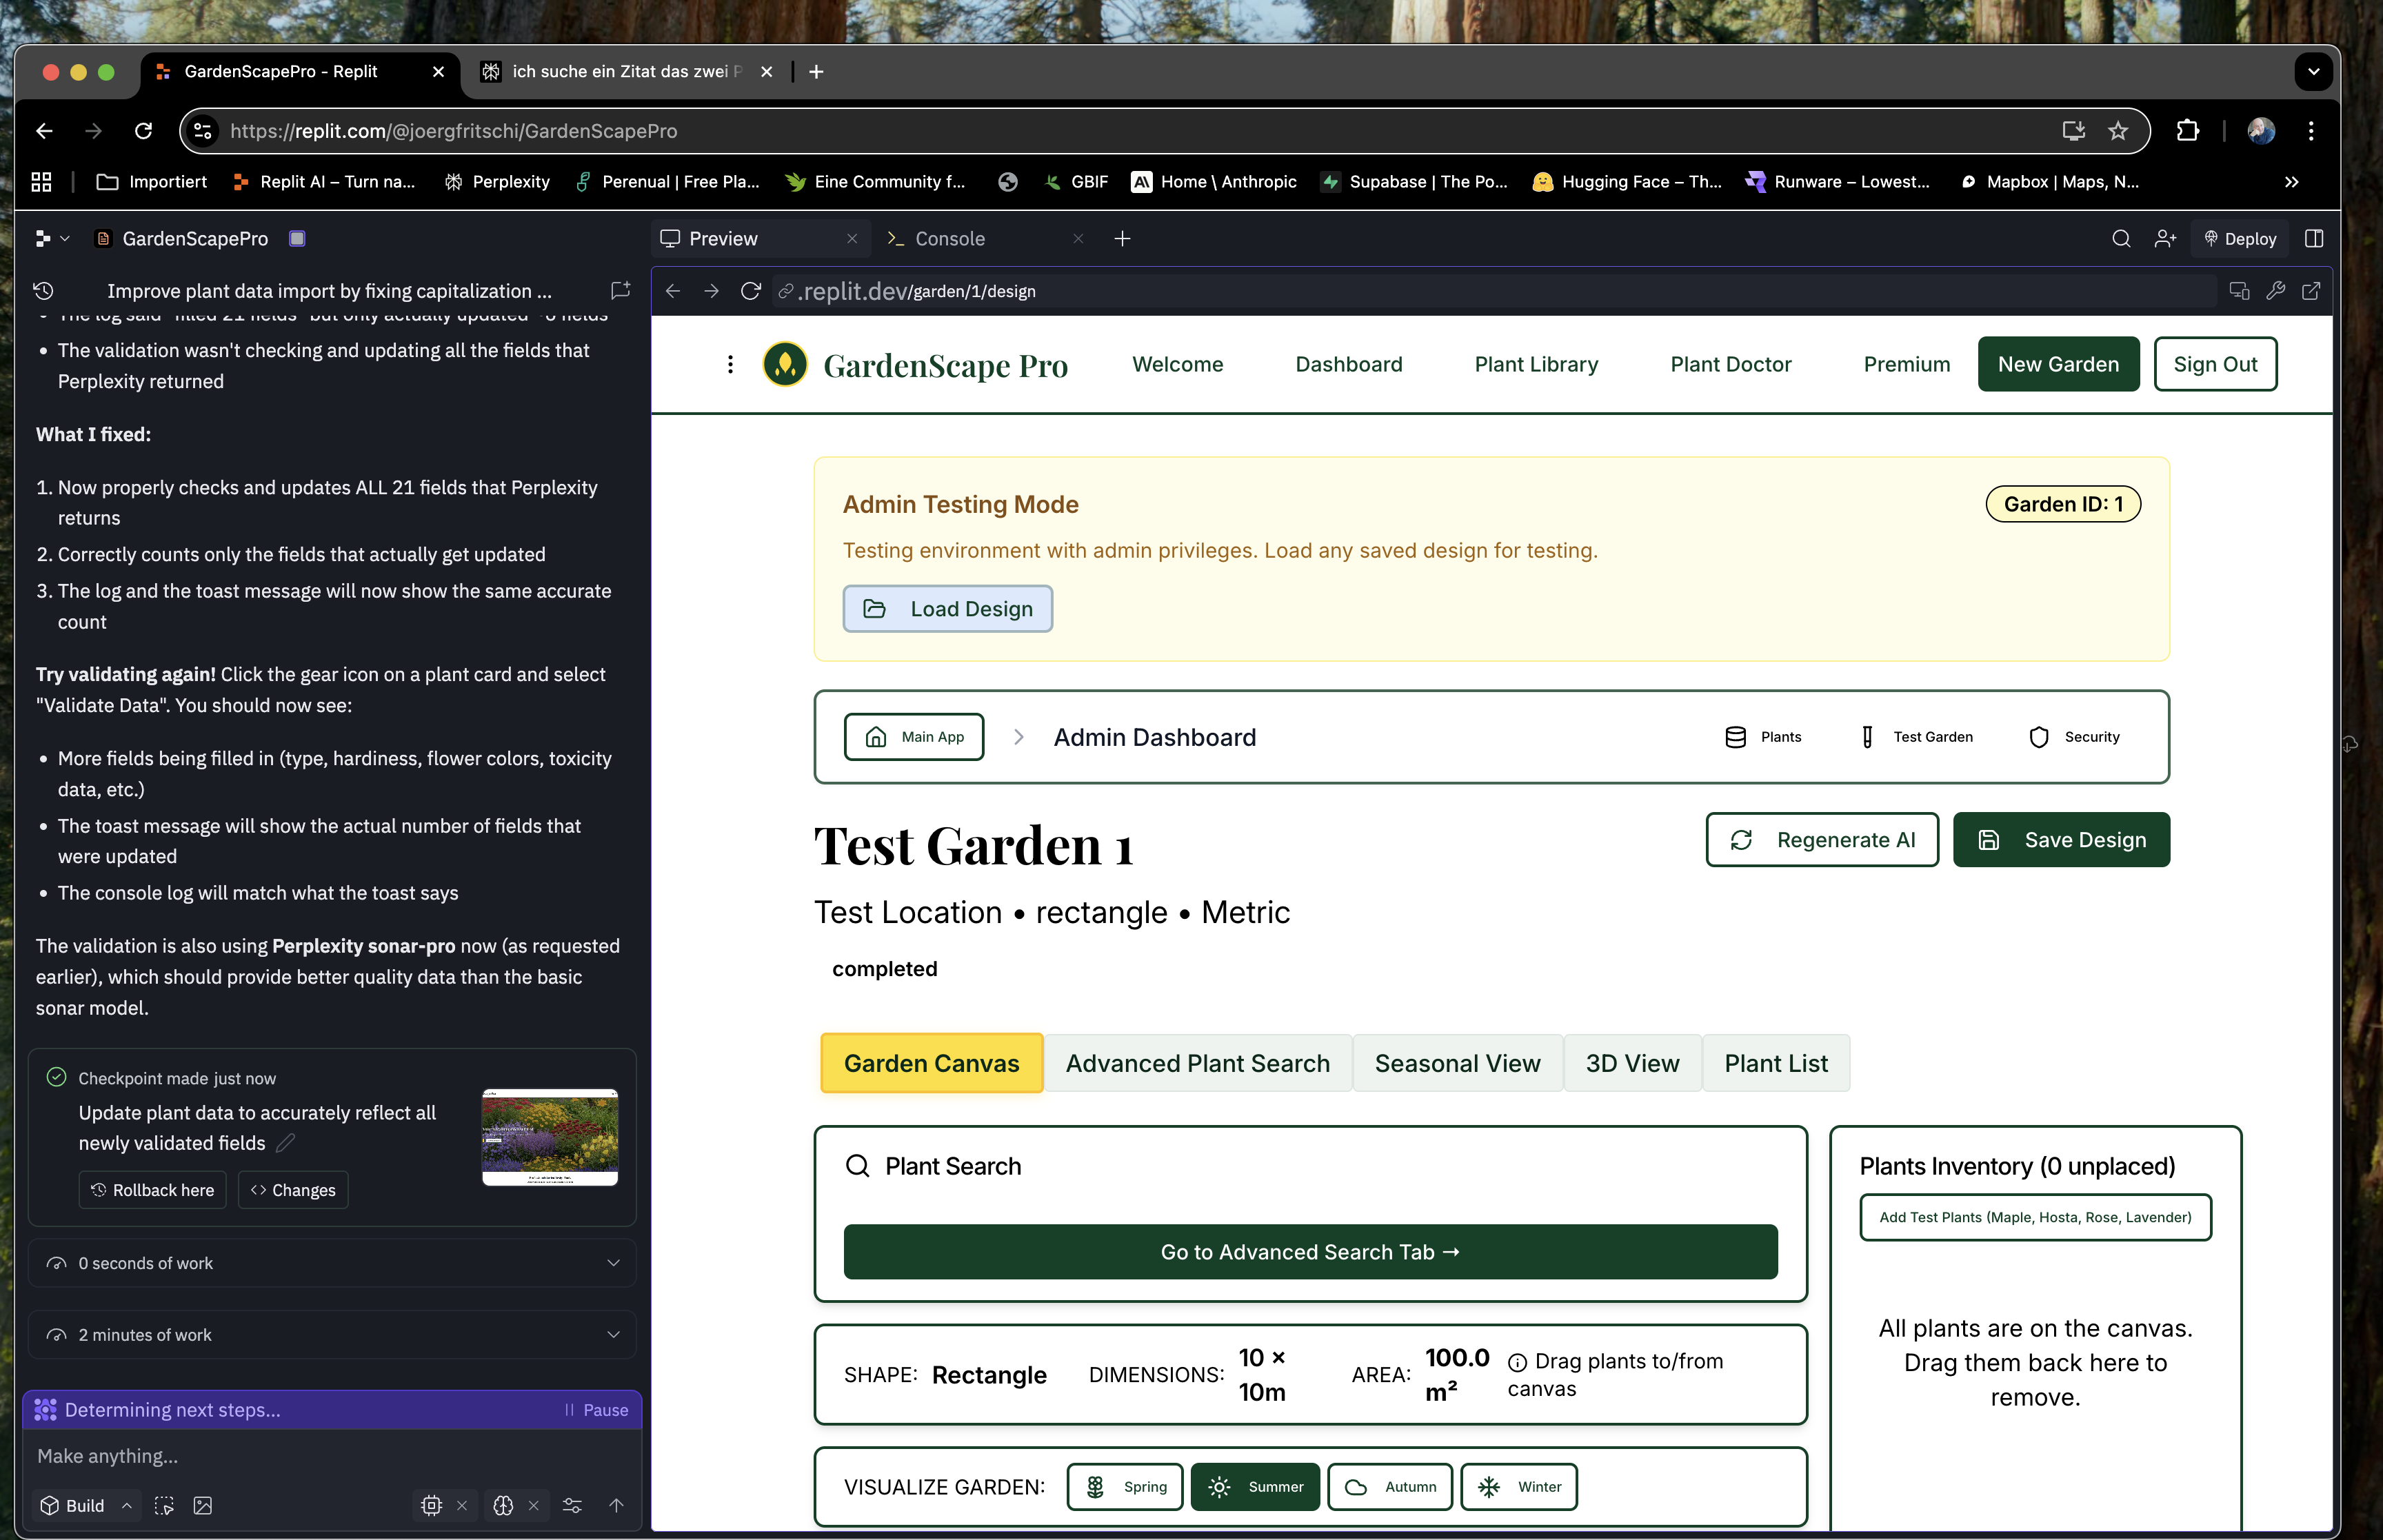 GardenScapePro - Replit
ich suche ein Zitat das zwei P
https://replit.com/@joergfritschi/GardenScapePro
Importiert
Replit AI – Turn na...
Perplexity
Perenual | Free Pla...
Eine Community f...
GBIF
Home \ Anthropic
Supabase | The Po...
Hugging Face – Th...
Runware – Lowest...
Mapbox | Maps, N...
GardenScapePro
Preview
Console
Deploy
Improve plant data import by fixing capitalization ...
.replit.dev/garden/1/design
The validation wasn't checking and updating all the fields that
Perplexity returned
What I fixed:
1. Now properly checks and updates ALL 21 fields that Perplexity
returns
2. Correctly counts only the fields that actually get updated
3. The log and the toast message will now show the same accurate
count
Try validating again! Click the gear icon on a plant card and select
"Validate Data". You should now see:
• More fields being filled in (type, hardiness, flower colors, toxicity
data, etc.)
• The toast message will show the actual number of fields that
were updated
• The console log will match what the toast says
The validation is also using Perplexity sonar-pro now (as requested
earlier), which should provide better quality data than the basic
sonar model.
Checkpoint made just now
Update plant data to accurately reflect all
newly validated fields
Rollback here
Changes
0 seconds of work
2 minutes of work
Determining next steps...
Pause
Make anything...
Build
GardenScape Pro
Welcome
Dashboard
Plant Library
Plant Doctor
Premium
New Garden
Sign Out
Admin Testing Mode
Garden ID: 1
Testing environment with admin privileges. Load any saved design for testing.
Load Design
Main App
Admin Dashboard
Plants
Test Garden
Security
Test Garden 1
Regenerate AI
Save Design
Test Location • rectangle • Metric
completed
Garden Canvas
Advanced Plant Search
Seasonal View
3D View
Plant List
Plant Search
Go to Advanced Search Tab →
SHAPE: Rectangle
DIMENSIONS: 10 ×
10m
AREA: 100.0
m²
Drag plants to/from
canvas
VISUALIZE GARDEN:
Spring
Summer
Autumn
Winter
Plants Inventory (0 unplaced)
Add Test Plants (Maple, Hosta, Rose, Lavender)
All plants are on the canvas.
Drag them back here to
remove.